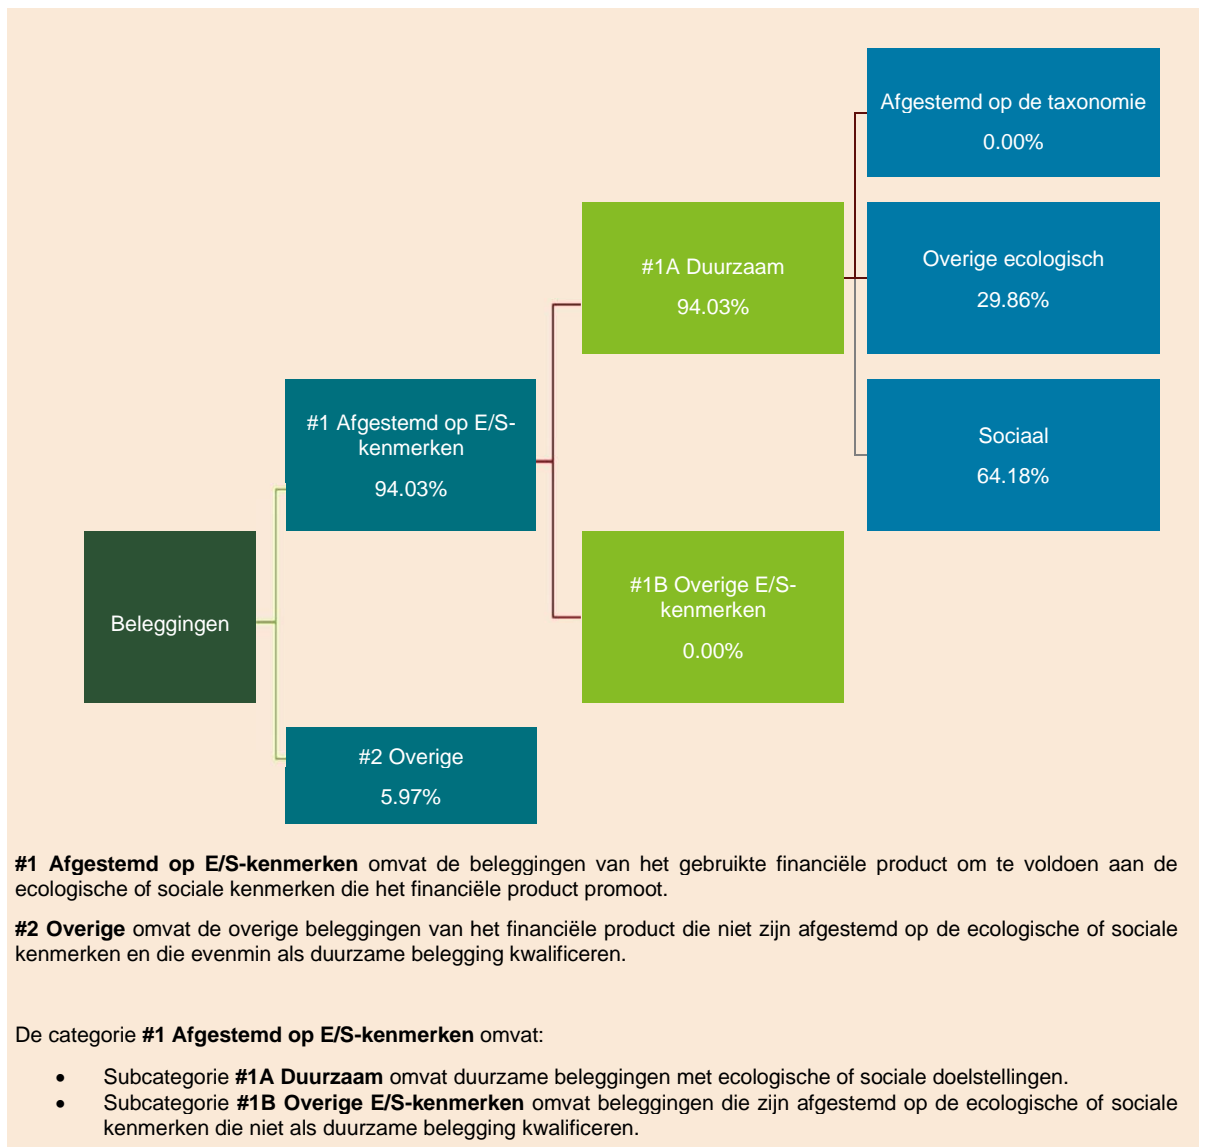 Afgestemd op de taxonomie
0.00%
#1A Duurzaam
94.03%
Overige ecologisch
29.86%
#1 Afgestemd op E/S-
kenmerken
94.03%
Sociaal
64.18%
Beleggingen
#1B Overige E/S-
kenmerken
0.00%
#2 Overige
5.97%
#1 Afgestemd op E/S-kenmerken omvat de beleggingen van het gebruikte financiële product om te voldoen aan de
ecologische of sociale kenmerken die het financiële product promoot.
#2 Overige omvat de overige beleggingen van het financiële product die niet zijn afgestemd op de ecologische of sociale
kenmerken en die evenmin als duurzame belegging kwalificeren.
De categorie #1 Afgestemd op E/S-kenmerken omvat:
• Subcategorie #1A Duurzaam omvat duurzame beleggingen met ecologische of sociale doelstellingen.
• Subcategorie #1B Overige E/S-kenmerken omvat beleggingen die zijn afgestemd op de ecologische of sociale
kenmerken die niet als duurzame belegging kwalificeren.